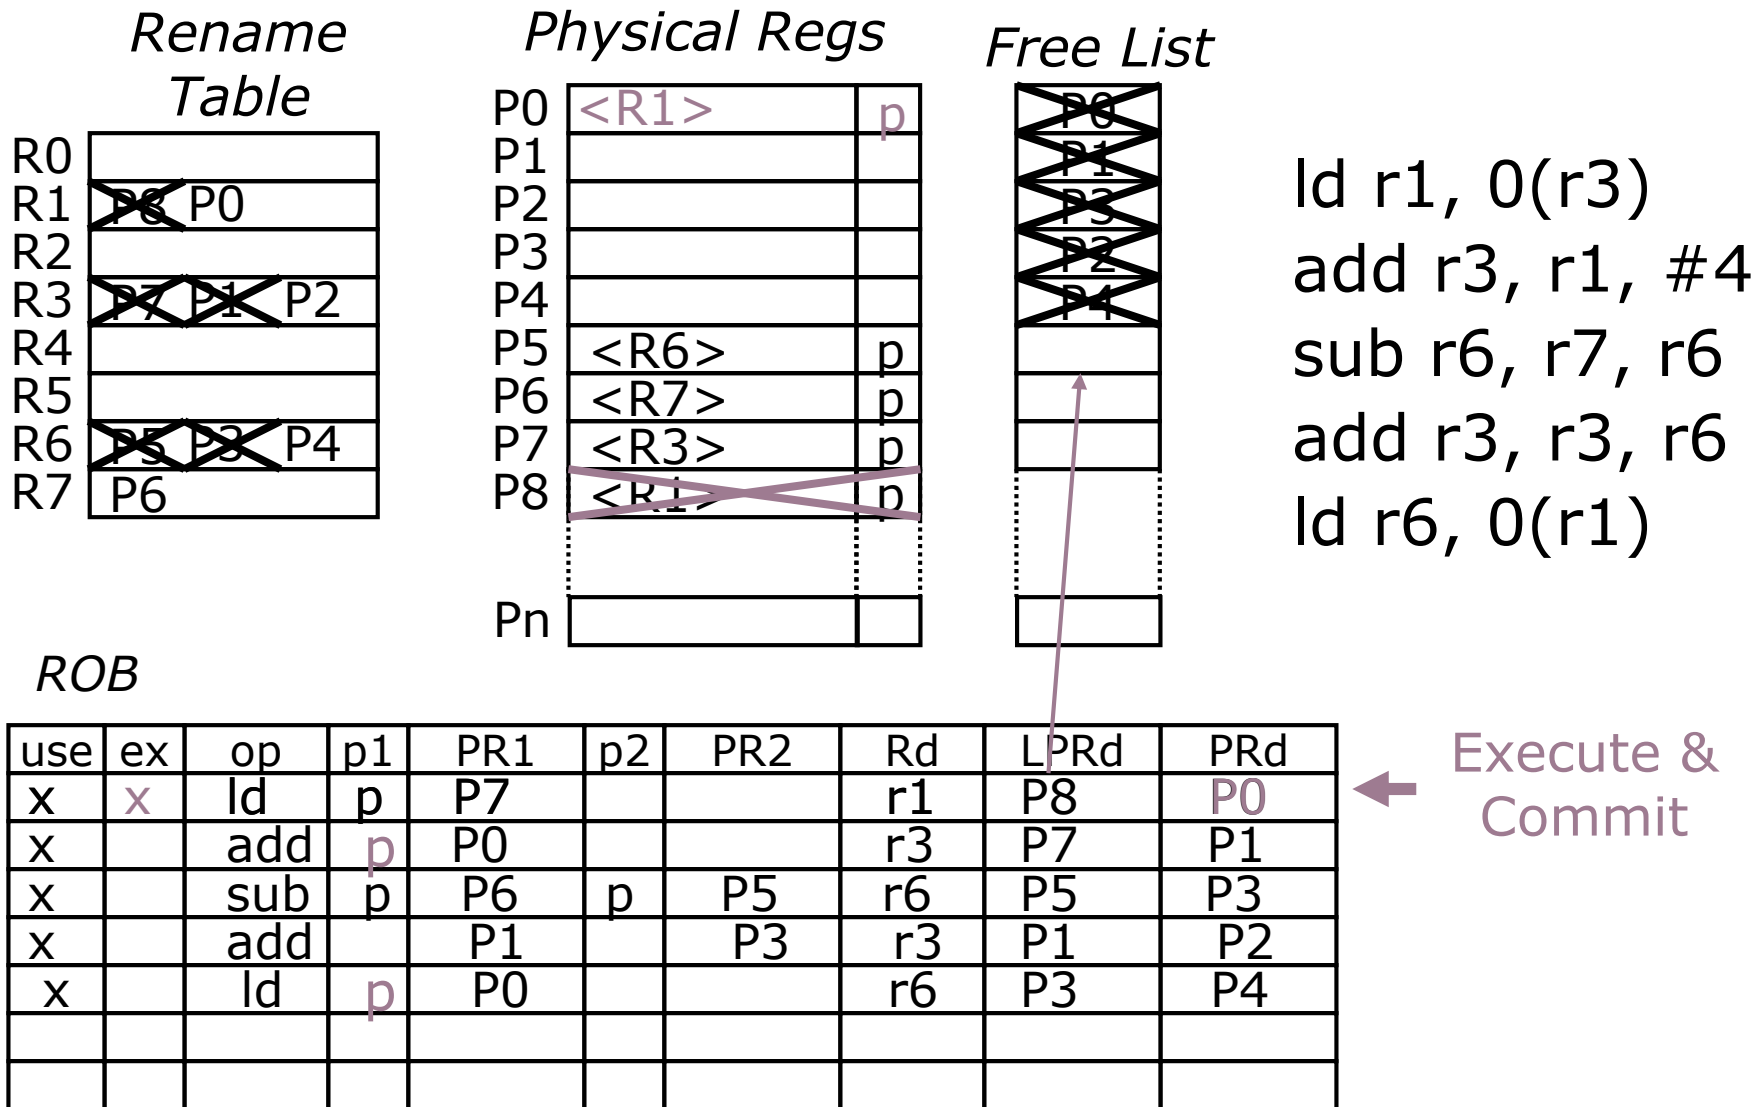 Rename Table
R0
R1 P8 P0
R2
R3 P7 P1 P2
R4
R5
R6 P5 P3 P4
R7 P6
Physical Regs
P0 <R1> p
P1
P2
P3
P4
P5 <R6> p
P6 <R7> p
P7 <R3> p
P8 <R1> p
Pn
Free List
P0
P1
P3
P2
P4
ld r1, 0(r3)
add r3, r1, #4
sub r6, r7, r6
add r3, r3, r6
ld r6, 0(r1)
ROB
use ex op p1 PR1 p2 PR2 Rd LPRd PRd
x x ld p P7 r1 P8 P0
x add p P0 r3 P7 P1
x sub p P6 p P5 r6 P5 P3
x add P1 P3 r3 P1 P2
x ld p P0 r6 P3 P4
Execute &
Commit